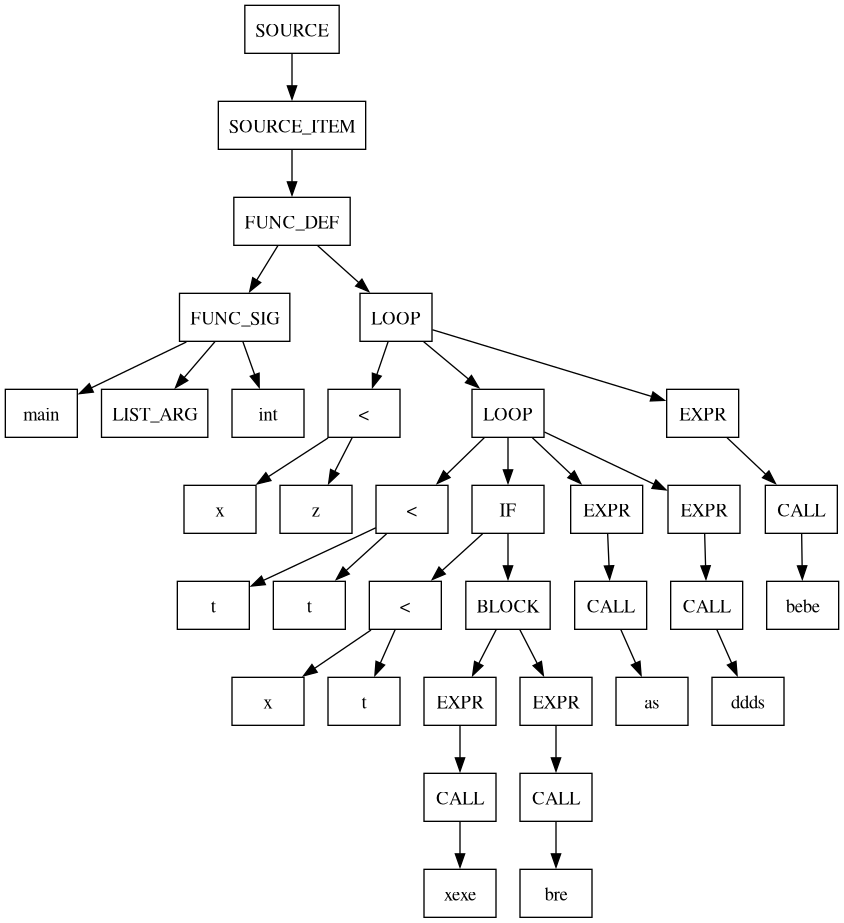 SOURCE
SOURCE_ITEM
FUNC_DEF
FUNC_SIG LOOP
main LIST_ARG int < LOOP EXPR
x z < IF EXPR EXPR CALL
t t < BLOCK CALL CALL bebe
x t EXPR EXPR as ddds
CALL CALL
xexe bre